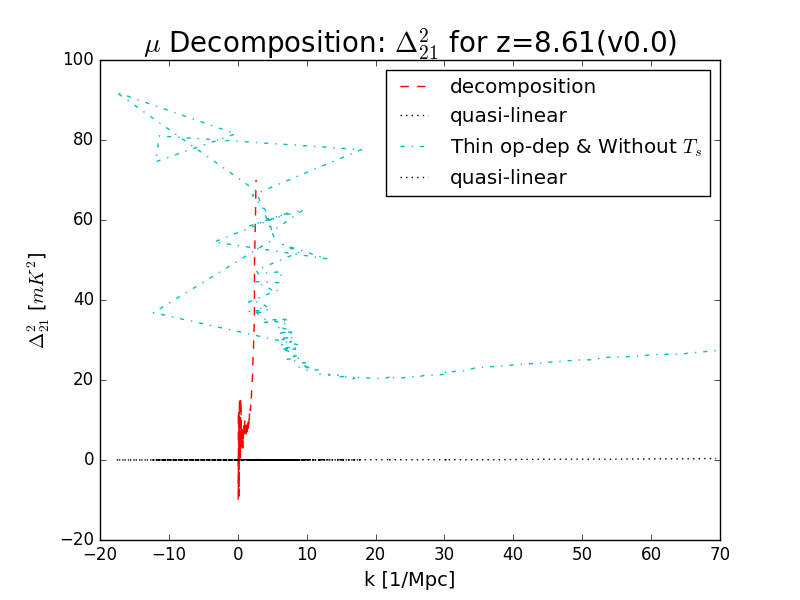 μ Decomposition: Δ²₂₁ for z=8.61(v0.0)
100
80
60
40
20
0
−20
Δ²₂₁ [mK²]
decomposition
quasi-linear
Thin op-dep & Without Tₛ
quasi-linear
−20 −10 0 10 20 30 40 50 60 70
k [1/Mpc]